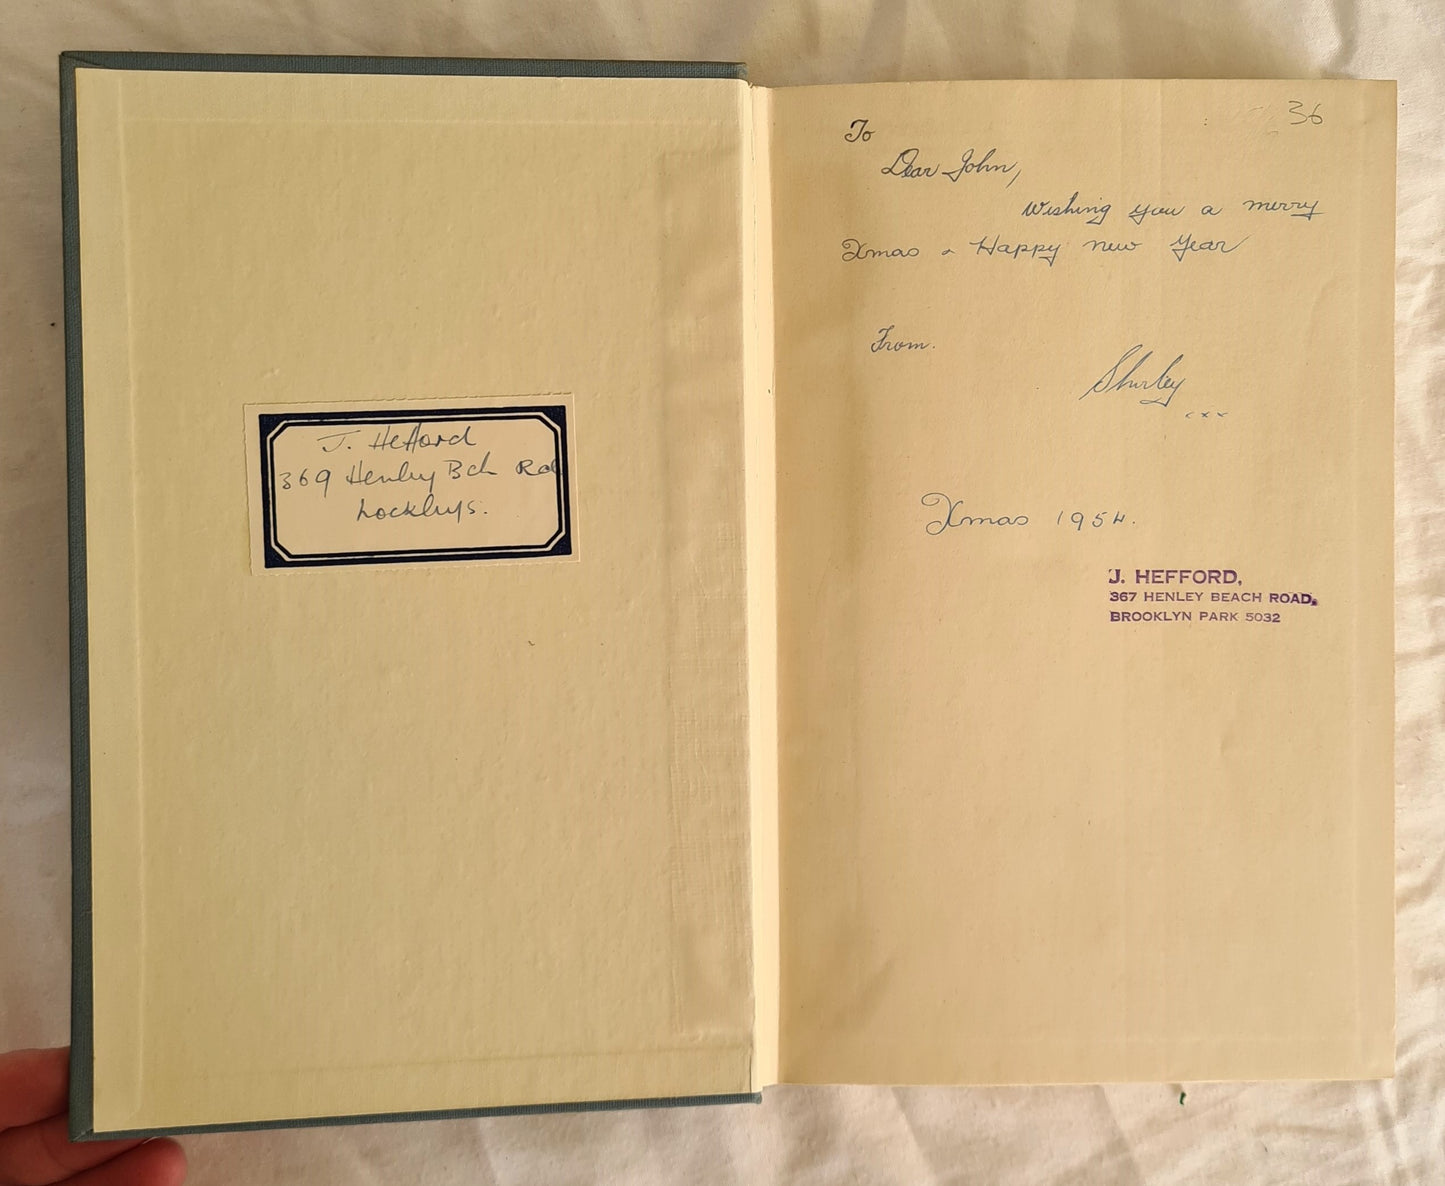 J. Hefford
369 Henley Bch Rd
Lockleys.
36
To
Dear John,
Wishing you a merry
Xmas & Happy new Year
From.
Shirley
xxx
Xmas 1954.
J. HEFFORD,
367 HENLEY BEACH ROAD,
BROOKLYN PARK 5032